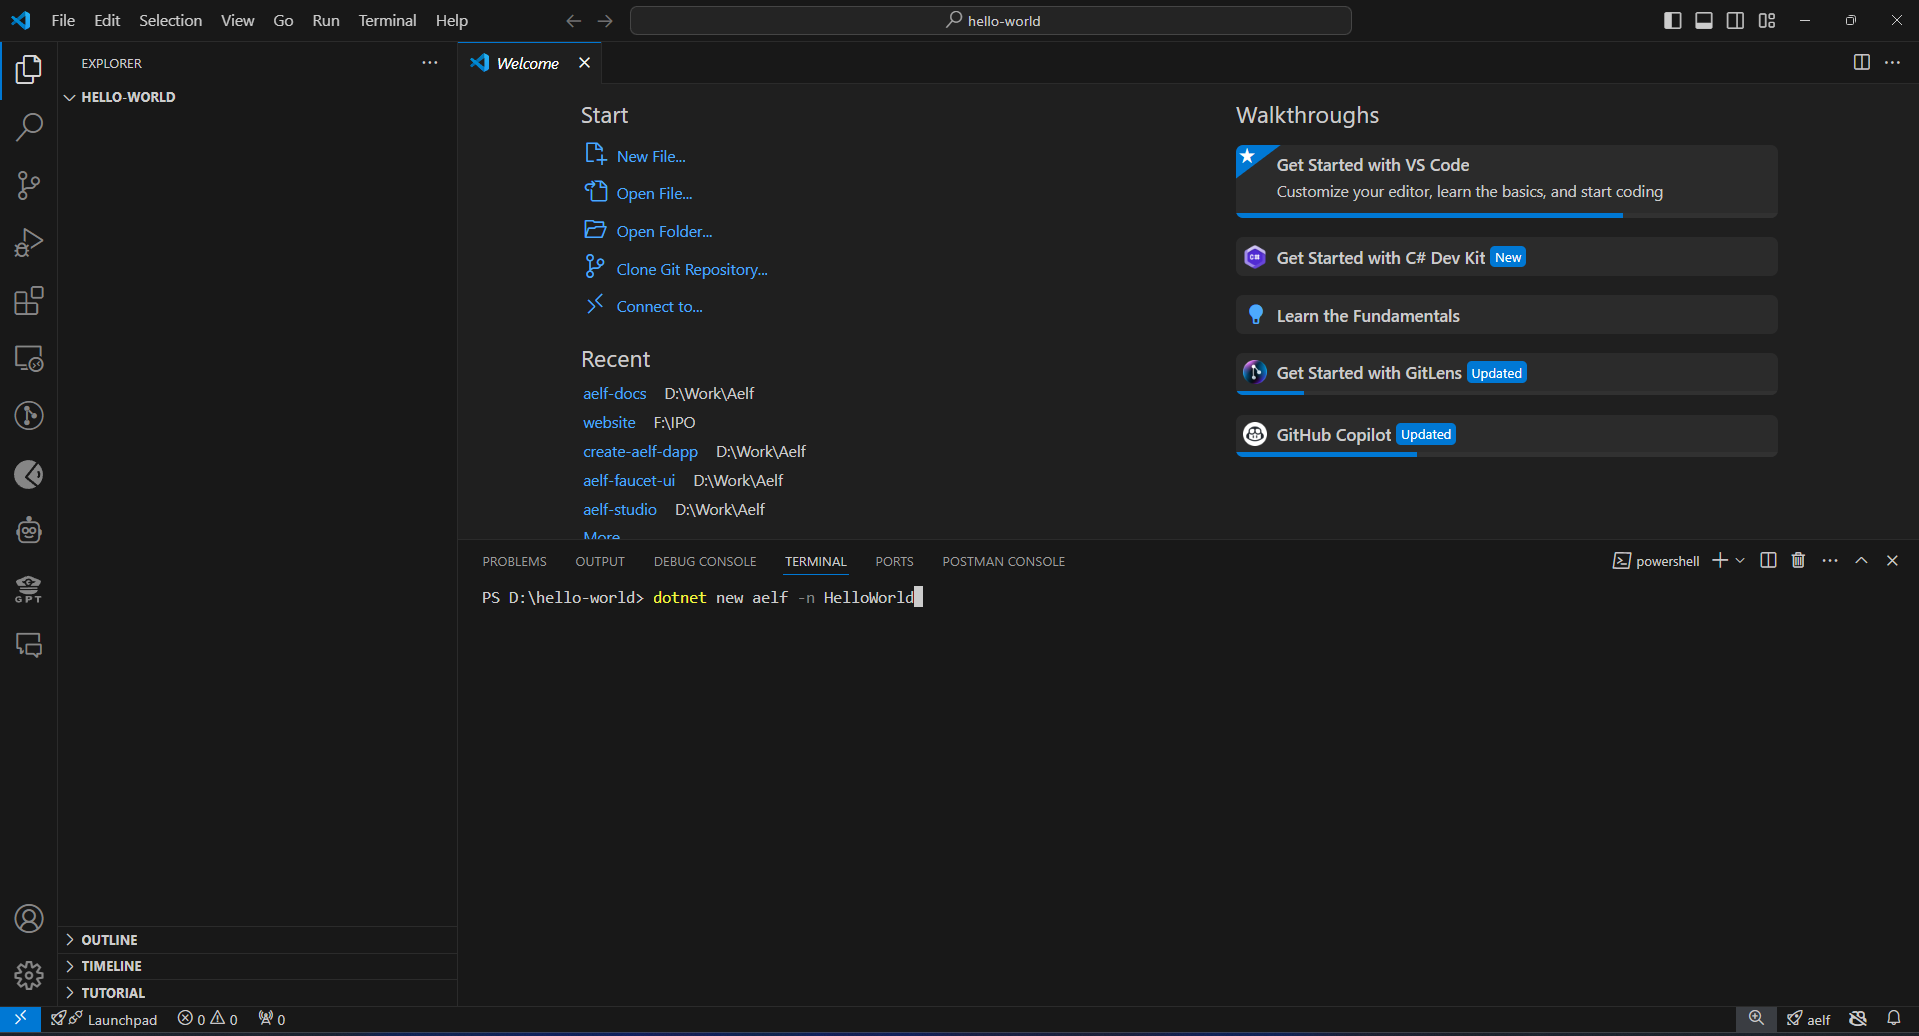 File Edit Selection View Go Run Terminal Help
hello-world
EXPLORER
HELLO-WORLD
Welcome
Start
New File...
Open File...
Open Folder...
Clone Git Repository...
Connect to...
Recent
aelf-docs D:\Work\Aelf
website F:\IPO
create-aelf-dapp D:\Work\Aelf
aelf-faucet-ui D:\Work\Aelf
aelf-studio D:\Work\Aelf
More
Walkthroughs
Get Started with VS Code
Customize your editor, learn the basics, and start coding
Get Started with C# Dev Kit New
Learn the Fundamentals
Get Started with GitLens Updated
GitHub Copilot Updated
PROBLEMS OUTPUT DEBUG CONSOLE TERMINAL PORTS POSTMAN CONSOLE
powershell
PS D:\hello-world> dotnet new aelf -n HelloWorld
GPT
OUTLINE
TIMELINE
TUTORIAL
Launchpad 0 0 0
aelf